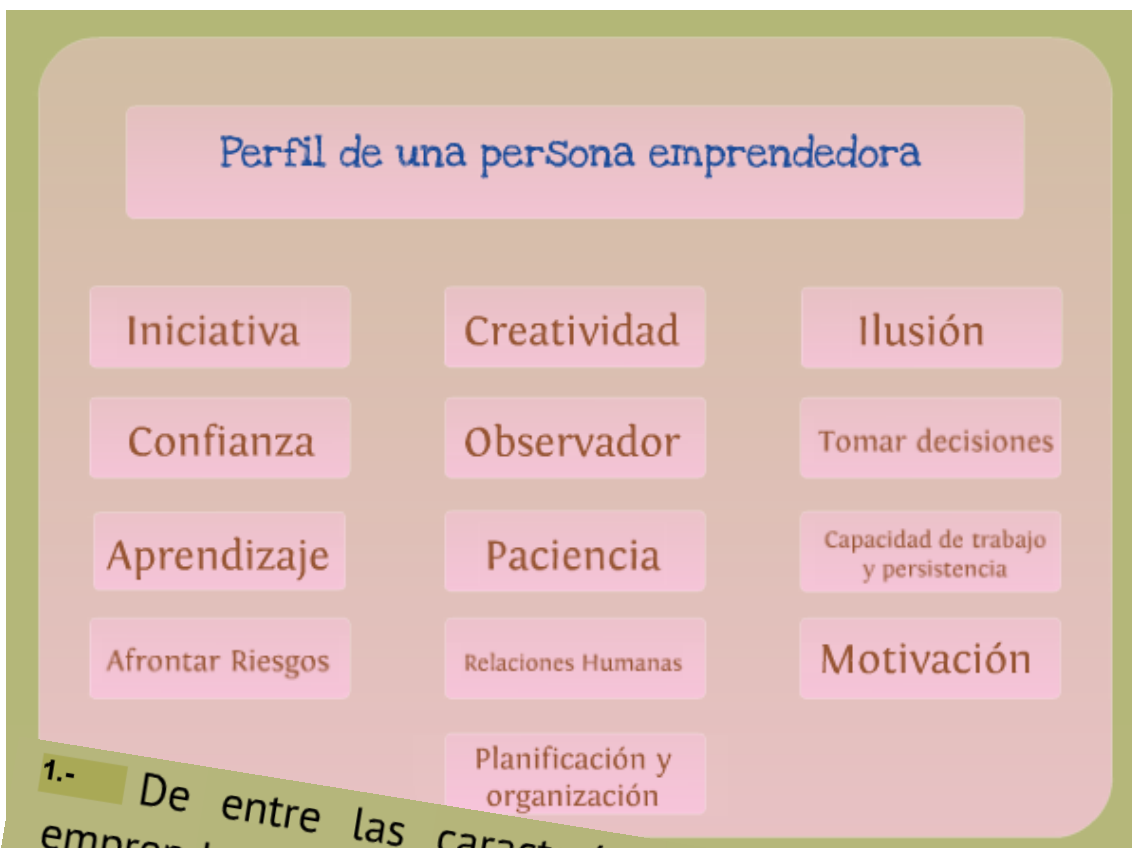 Perfil de una persona emprendedora
Iniciativa
Creatividad
Ilusión
Confianza
Observador
Tomar decisiones
Aprendizaje
Paciencia
Capacidad de trabajo
y persistencia
Afrontar Riesgos
Relaciones Humanas
Motivación
Planificación y
organización
1.- De entre las